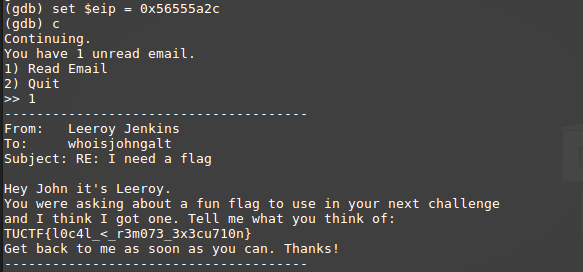 (gdb) set $eip = 0x56555a2c
(gdb) c
Continuing.
You have 1 unread email.
1) Read Email
2) Quit
>> 1
--------------------------------------
From:   Leeroy Jenkins
To:     whoisjohngalt
Subject: RE: I need a flag

Hey John it's Leeroy.
You were asking about a fun flag to use in your next challenge
and I think I got one. Tell me what you think of:
TUCTF{l0c4l_<_r3m073_3x3cu710n}
Get back to me as soon as you can. Thanks!
--------------------------------------